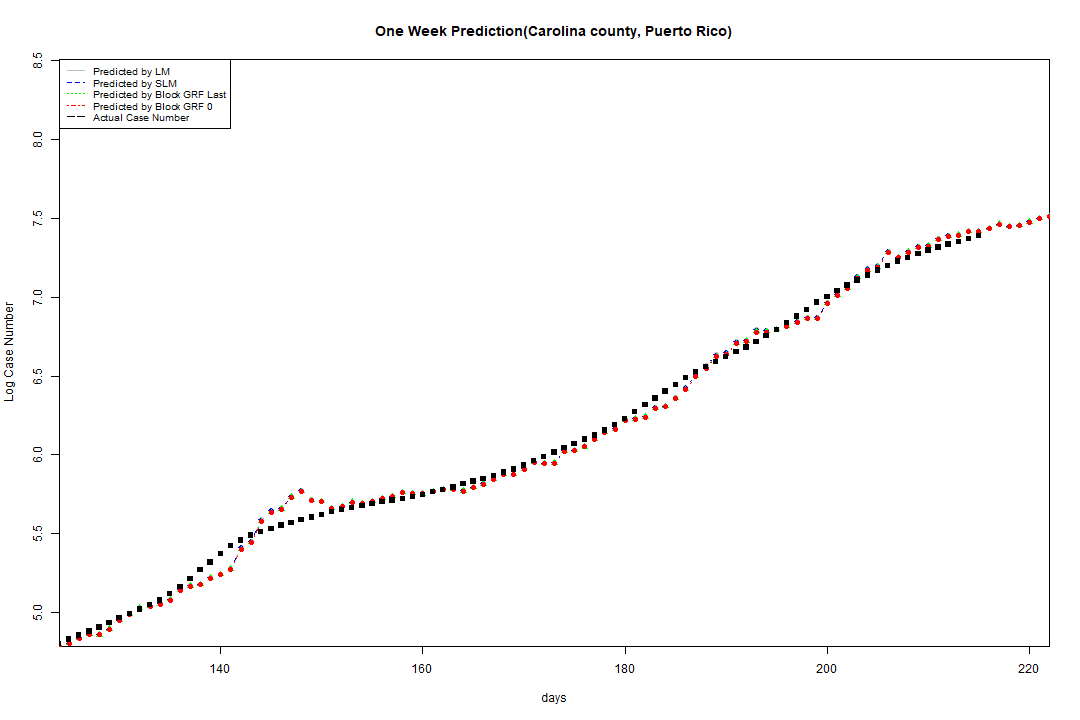 One Week Prediction(Carolina county, Puerto Rico)
8.5
Predicted by LM
Predicted by SLM
Predicted by Block GRF Last
Predicted by Block GRF 0
Actual Case Number
8.0
7.5
7.0
6.5
6.0
5.5
5.0
Log Case Number
140 160 180 200 220
days